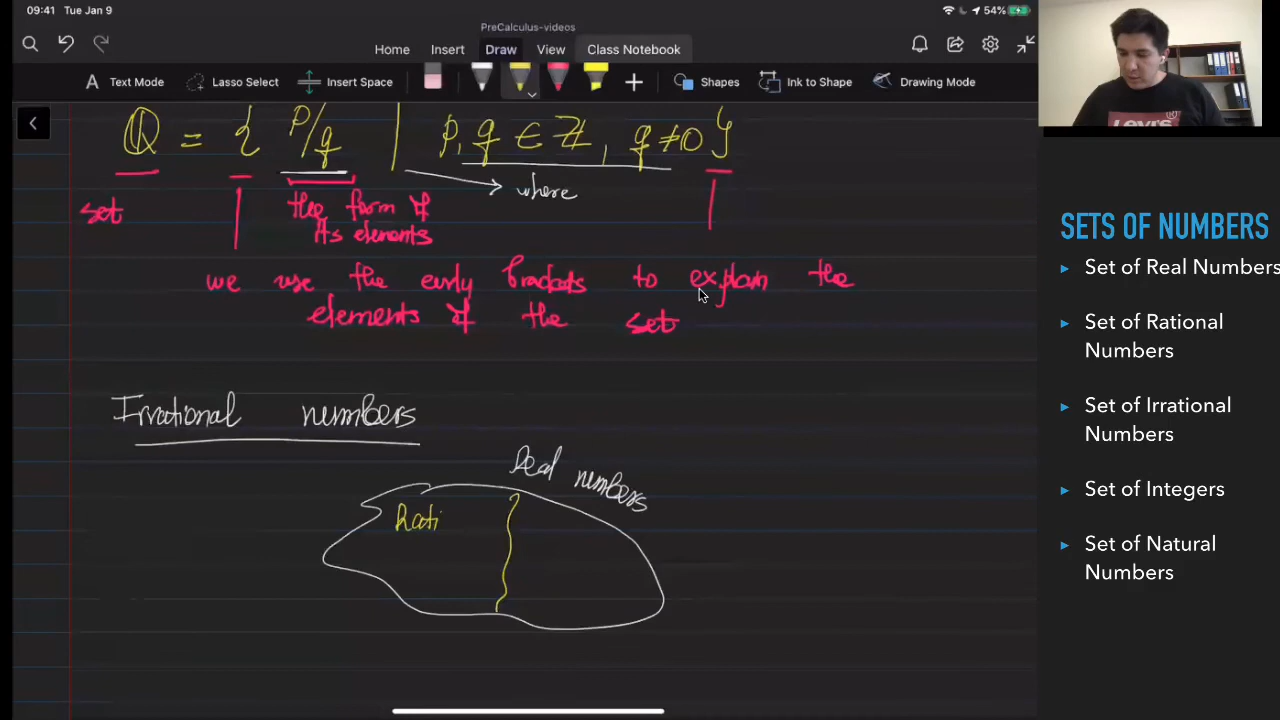 09:41 Tue Jan 9
54%
PreCalculus-videos
Home Insert Draw View Class Notebook
Text Mode Lasso Select Insert Space Shapes Ink to Shape Drawing Mode
LEVI'S
ℚ = { p/q | p, q ∈ ℤ, q ≠ 0 }
where
set
the form of
its elements
we use the curly brackets to explain the
elements of the set
Irrational numbers
Real numbers
Rati
SETS OF NUMBERS
Set of Real Numbers
Set of Rational
Numbers
Set of Irrational
Numbers
Set of Integers
Set of Natural
Numbers